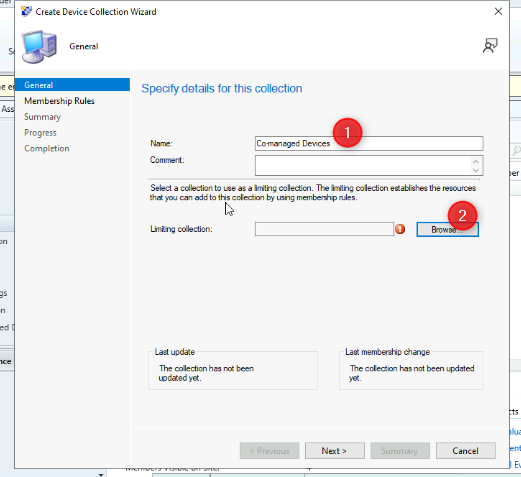 Create Device Collection Wizard
General
General
Membership Rules
Summary
Progress
Completion
Specify details for this collection
1
Name: Co-managed Devices
Comment:
Select a collection to use as a limiting collection. The limiting collection establishes the resources
that you can add to this collection by using membership rules.
2
Limiting collection: Browse...
Last update
The collection has not been
updated yet.
Last membership change
The collection has not been updated
yet.
< Previous
Next >
Summary
Cancel